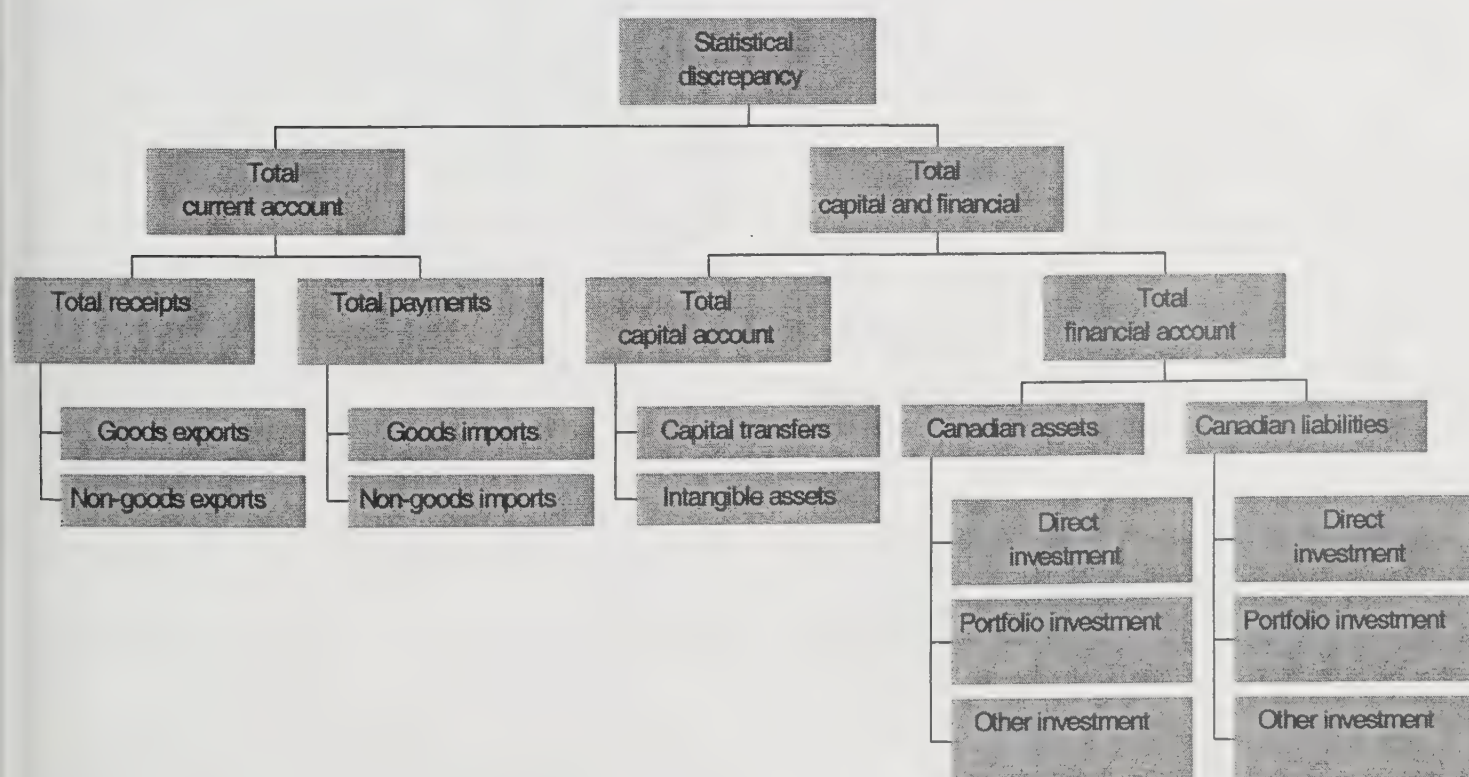 Statistical
discrepancy
Total
current account
Total
capital and financial
Total receipts
Total payments
Total
capital account
Total
financial account
Goods exports
Non-goods exports
Goods imports
Non-goods imports
Capital transfers
Intangible assets
Canadian assets
Canadian liabilities
Direct
investment
Portfolio investment
Other investment
Direct
investment
Portfolio investment
Other investment